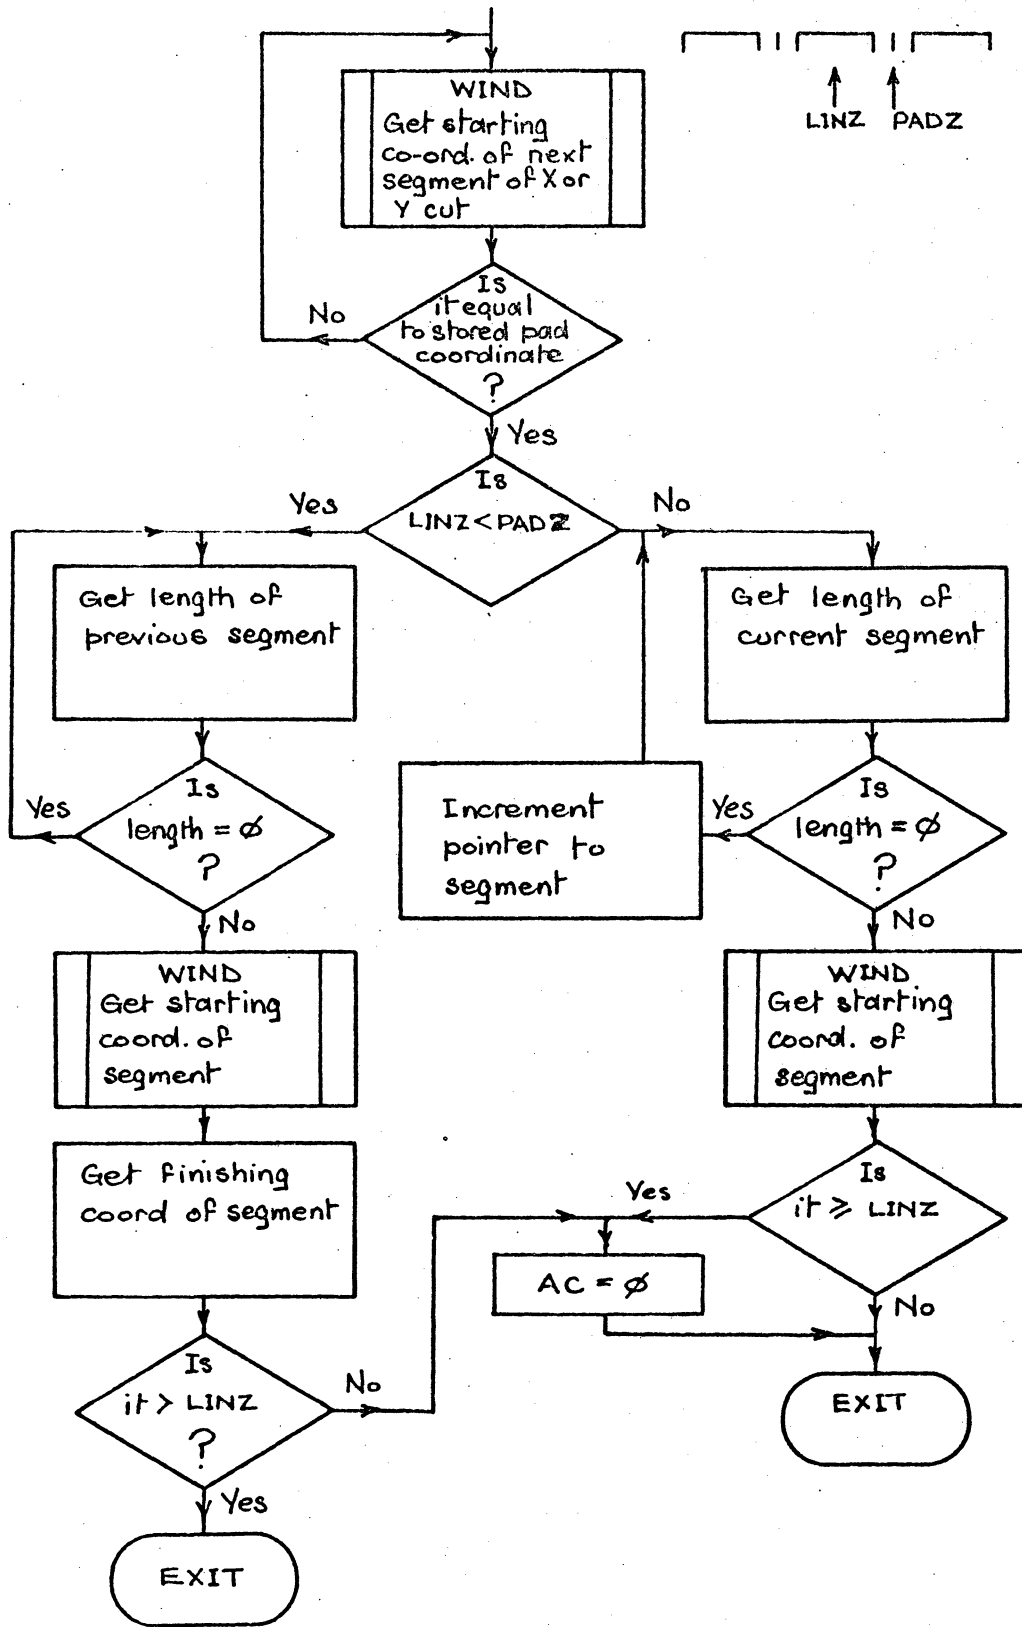 WIND
Get starting
co-ord. of next
segment of X or
Y cut
LINZ PADZ
Is
it equal
to stored pad
coordinate
?
No
Yes
Is
LINZ < PADZ
Yes
No
Get length of
previous segment
Get length of
current segment
Is
length = ø
?
Yes
No
Increment
pointer to
segment
Is
length = ø
?
Yes
No
WIND
Get starting
coord. of
segment
WIND
Get starting
coord. of
segment
Get finishing
coord of segment
Is
it ⩾ LINZ
Yes
No
AC = ø
Is
it > LINZ
?
No
Yes
EXIT
EXIT